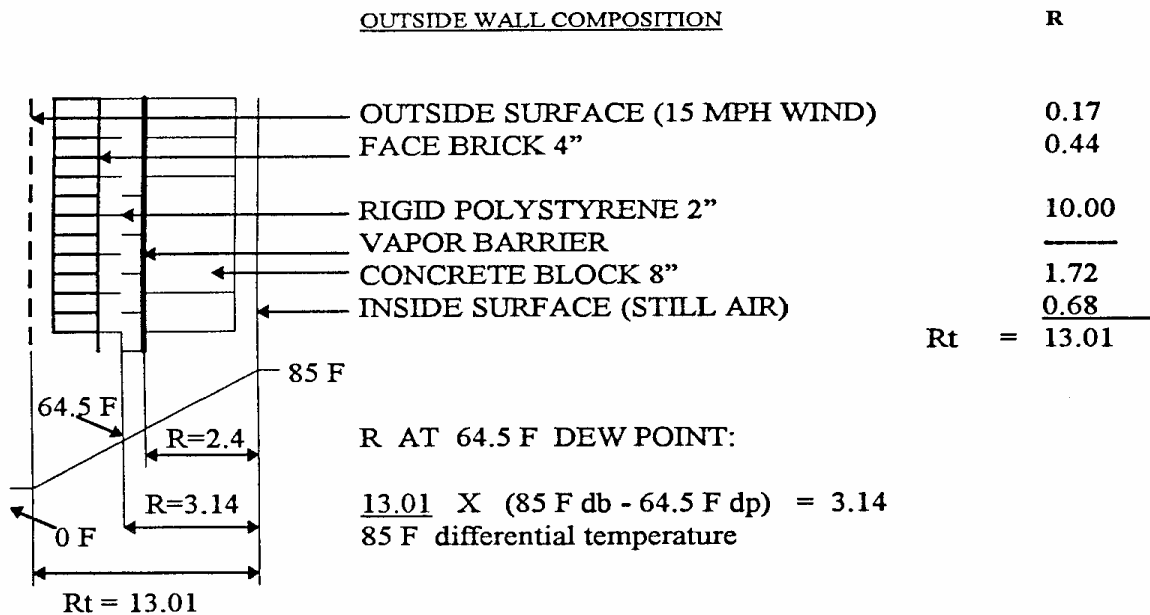 OUTSIDE WALL COMPOSITION R
OUTSIDE SURFACE (15 MPH WIND) 0.17
FACE BRICK 4” 0.44
RIGID POLYSTYRENE 2” 10.00
VAPOR BARRIER ———
CONCRETE BLOCK 8” 1.72
INSIDE SURFACE (STILL AIR) 0.68
Rt = 13.01
85 F
64.5 F
R=2.4
R AT 64.5 F DEW POINT:
R=3.14
13.01 X (85 F db - 64.5 F dp) = 3.14
0 F
85 F differential temperature
Rt = 13.01